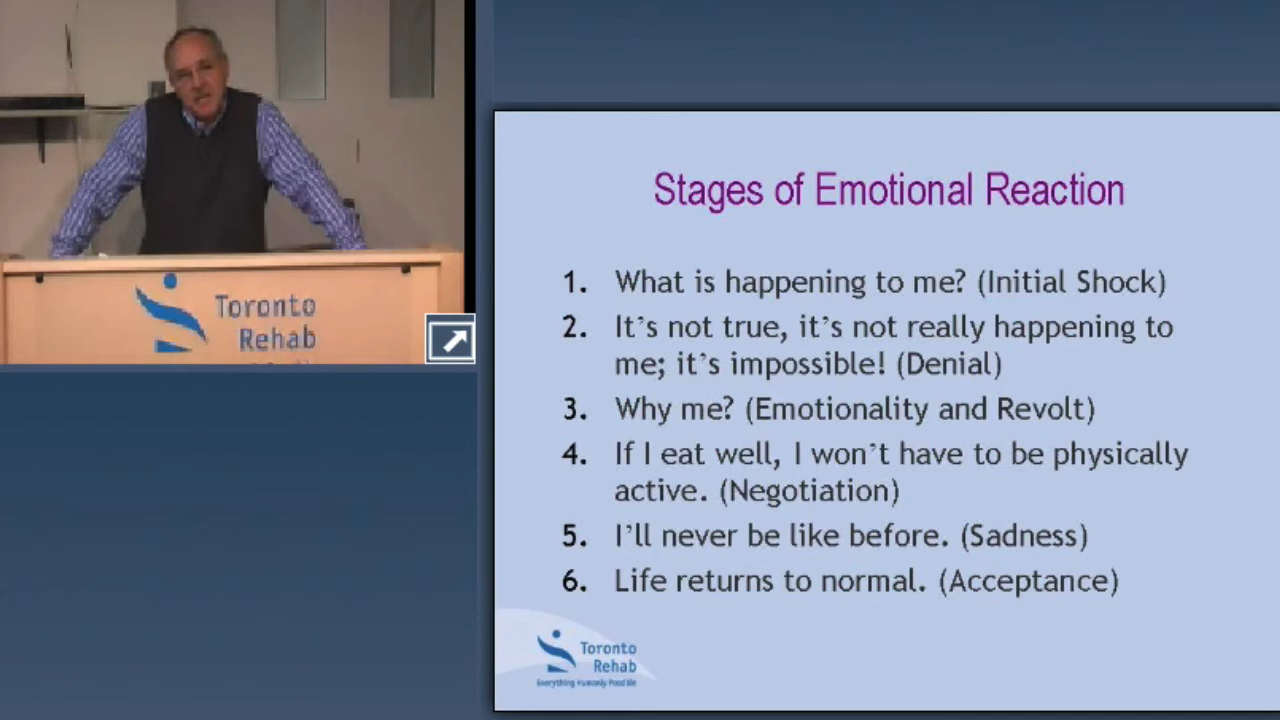 Toronto
Rehab
Stages of Emotional Reaction
1. What is happening to me? (Initial Shock)
2. It's not true, it's not really happening to
me; it's impossible! (Denial)
3. Why me? (Emotionality and Revolt)
4. If I eat well, I won't have to be physically
active. (Negotiation)
5. I'll never be like before. (Sadness)
6. Life returns to normal. (Acceptance)
Toronto
Rehab
Everything Humanly Possible